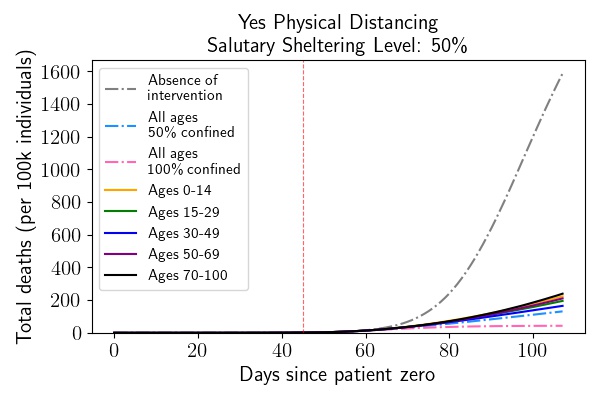 Yes Physical Distancing
Salutary Sheltering Level: 50%
Total deaths (per 100k individuals)
1600
1400
1200
1000
800
600
400
200
0
Absence of
intervention
All ages
50% confined
All ages
100% confined
Ages 0-14
Ages 15-29
Ages 30-49
Ages 50-69
Ages 70-100
0 20 40 60 80 100
Days since patient zero